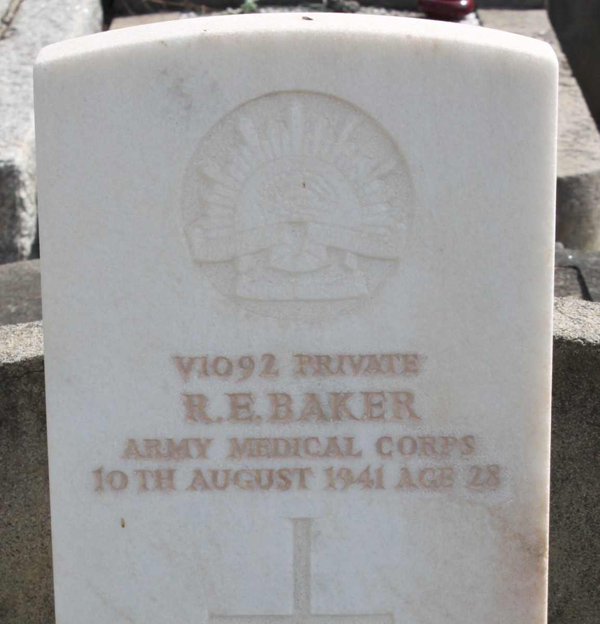 V1092 PRIVATE
R.E.BAKER
ARMY MEDICAL CORPS
10TH AUGUST 1941 AGE 28